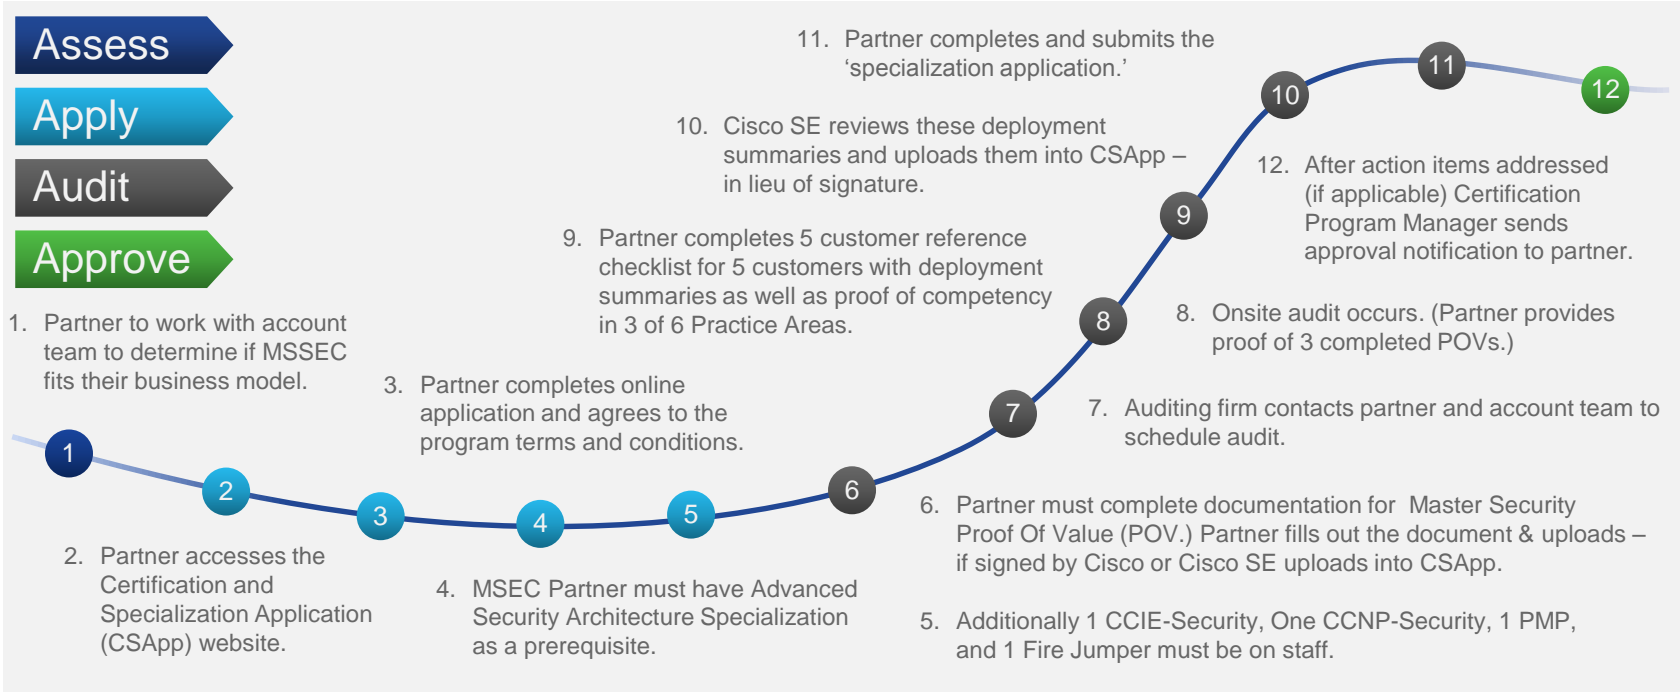 Assess
Apply
Audit
Approve
1. Partner to work with account
team to determine if MSSEC
fits their business model.
2. Partner accesses the
Certification and
Specialization Application
(CSApp) website.
3. Partner completes online
application and agrees to the
program terms and conditions.
4. MSEC Partner must have Advanced
Security Architecture Specialization
as a prerequisite.
5. Additionally 1 CCIE-Security, One CCNP-Security, 1 PMP,
and 1 Fire Jumper must be on staff.
6. Partner must complete documentation for Master Security
Proof Of Value (POV.) Partner fills out the document & uploads –
if signed by Cisco or Cisco SE uploads into CSApp.
7. Auditing firm contacts partner and account team to
schedule audit.
8. Onsite audit occurs. (Partner provides
proof of 3 completed POVs.)
9. Partner completes 5 customer reference
checklist for 5 customers with deployment
summaries as well as proof of competency
in 3 of 6 Practice Areas.
10. Cisco SE reviews these deployment
summaries and uploads them into CSApp –
in lieu of signature.
11. Partner completes and submits the
‘specialization application.’
12. After action items addressed
(if applicable) Certification
Program Manager sends
approval notification to partner.
1
2
3
4
5
6
7
8
9
10
11
12